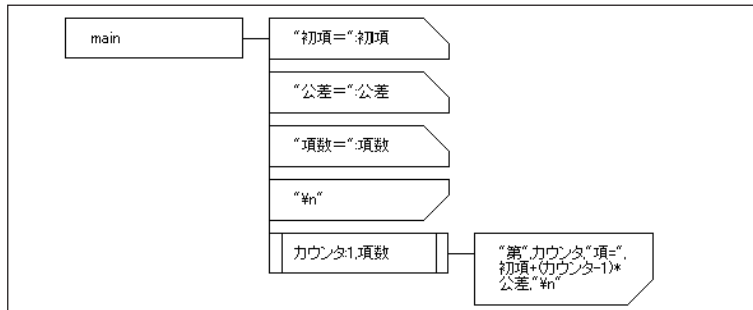 main
“初項＝“:初項
“公差＝“:公差
“項数＝“:項数
“¥n“
カウンタ:1,項数
“第“,カウンタ,“項=“,
初項+(カウンター1)*
公差,“¥n“